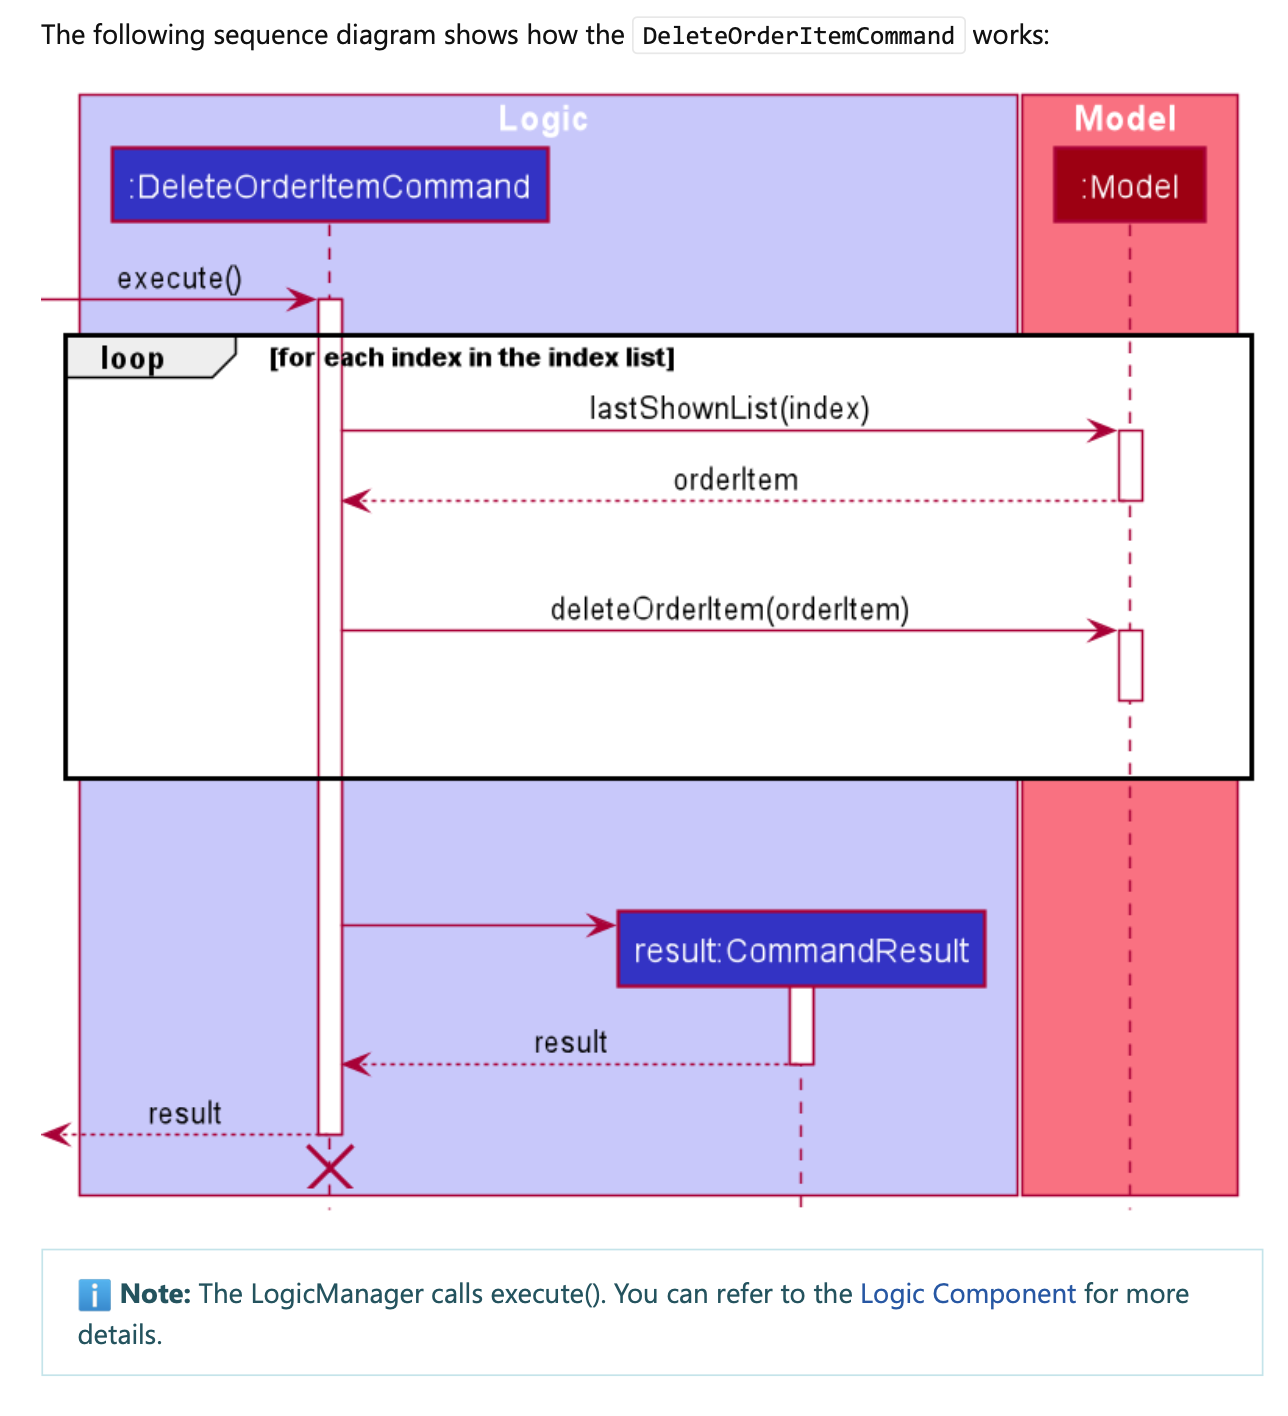 The following sequence diagram shows how the DeleteOrderItemCommand works:
Logic
Model
:DeleteOrderItemCommand
:Model
execute()
loop
[for each index in the index list]
lastShownList(index)
orderItem
deleteOrderItem(orderItem)
result:CommandResult
result
result
Note: The LogicManager calls execute(). You can refer to the Logic Component for more
details.